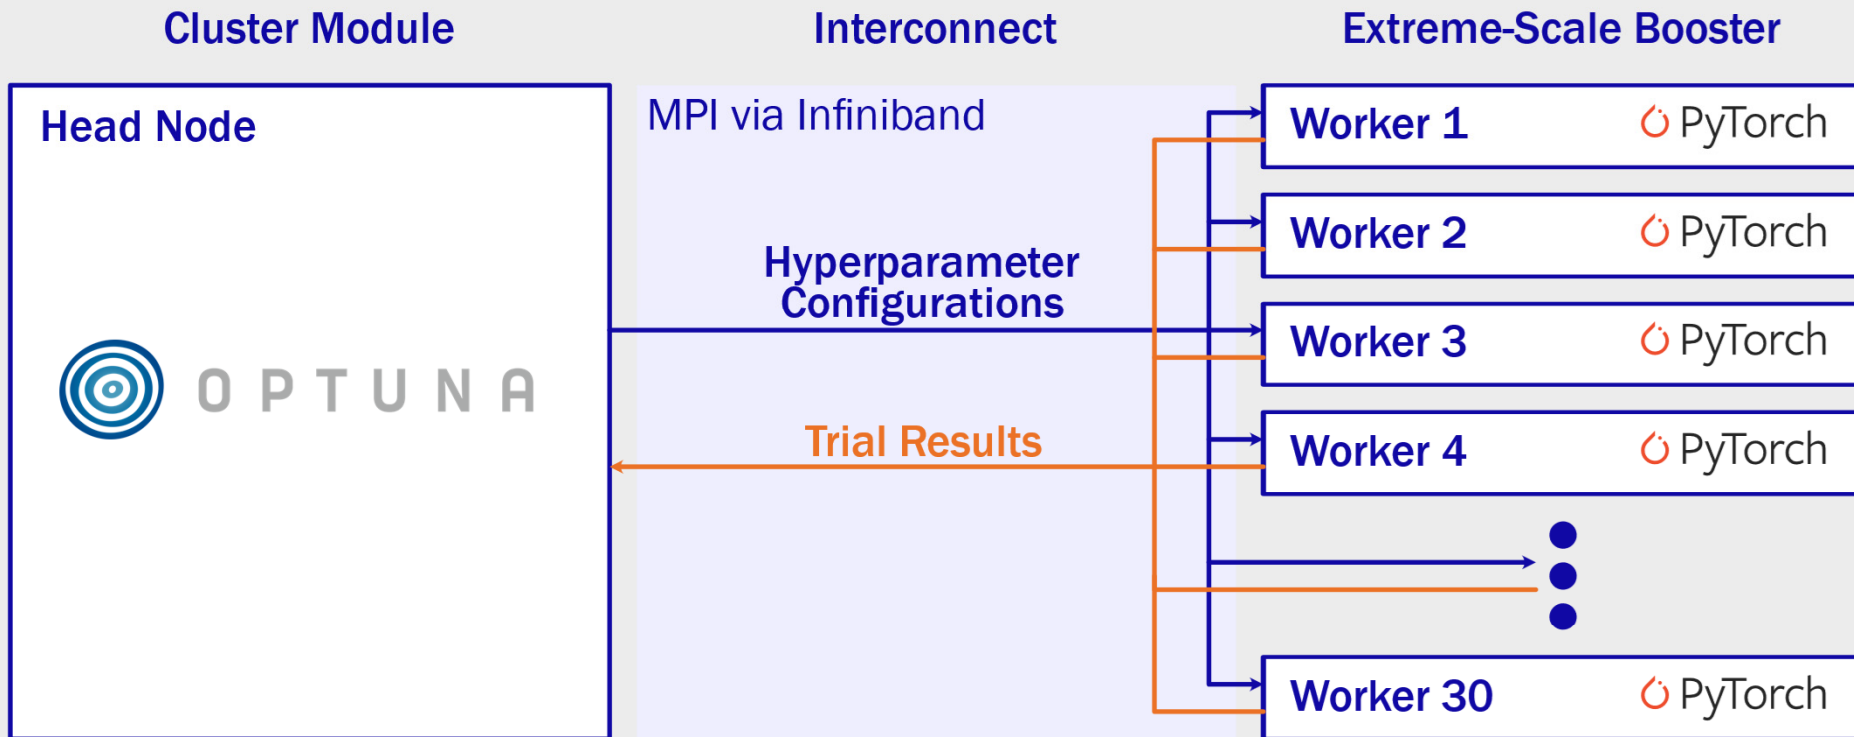 Cluster Module
Interconnect
Extreme-Scale Booster
Head Node
OPTUNA
MPI via Infiniband
Hyperparameter
Configurations
Trial Results
Worker 1 PyTorch
Worker 2 PyTorch
Worker 3 PyTorch
Worker 4 PyTorch
Worker 30 PyTorch